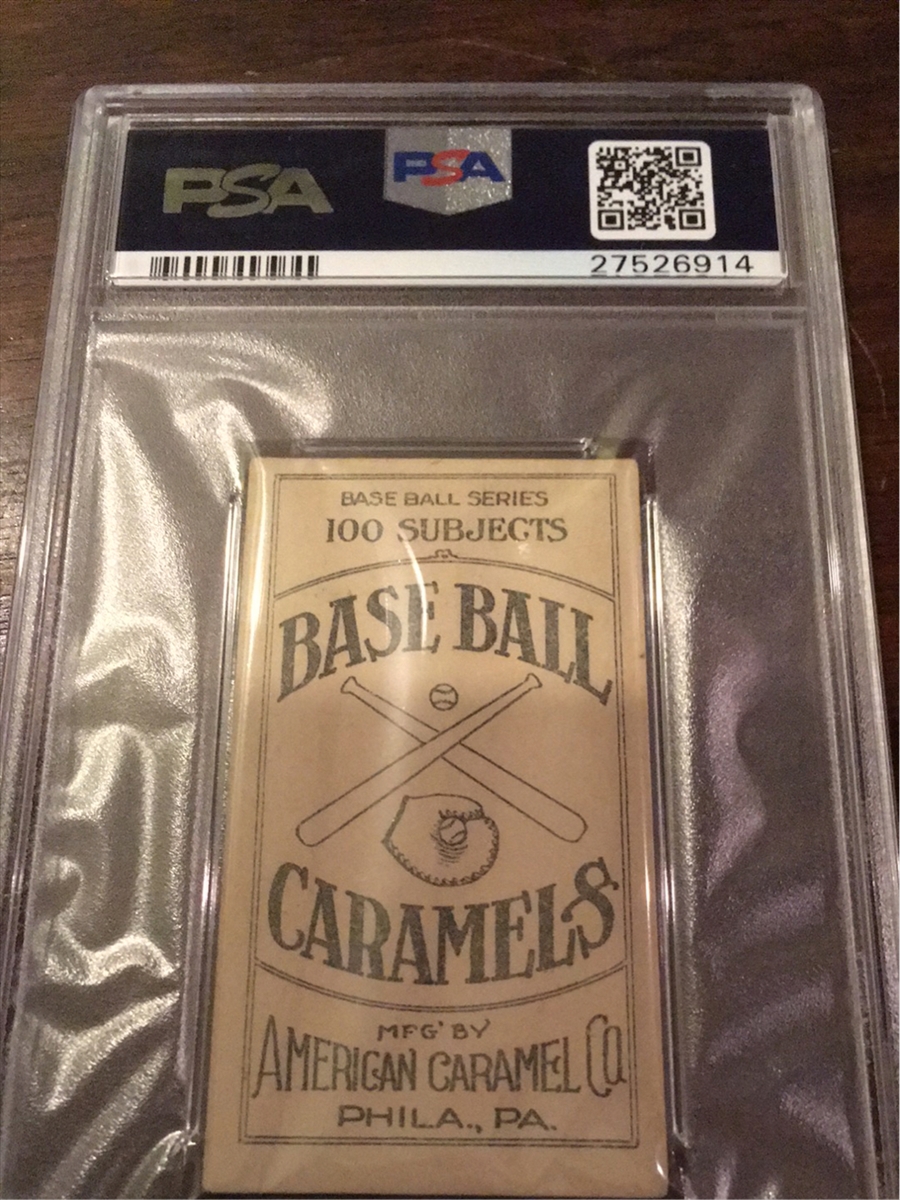 PSA
PSA
27526914
BASE BALL SERIES
100 SUBJECTS
BASE BALL
CARAMELS
MFG' BY
AMERICAN CARAMEL Co
PHILA., PA.